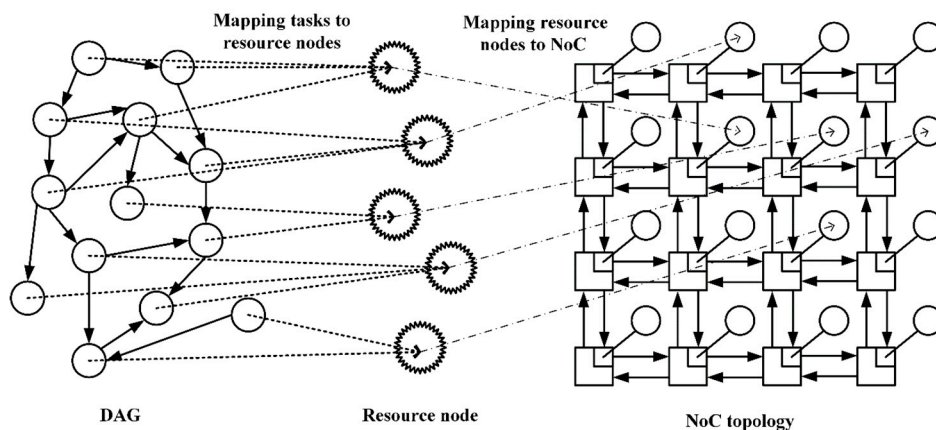 Mapping tasks to
resource nodes
Mapping resource
nodes to NoC
DAG
Resource node
NoC topology